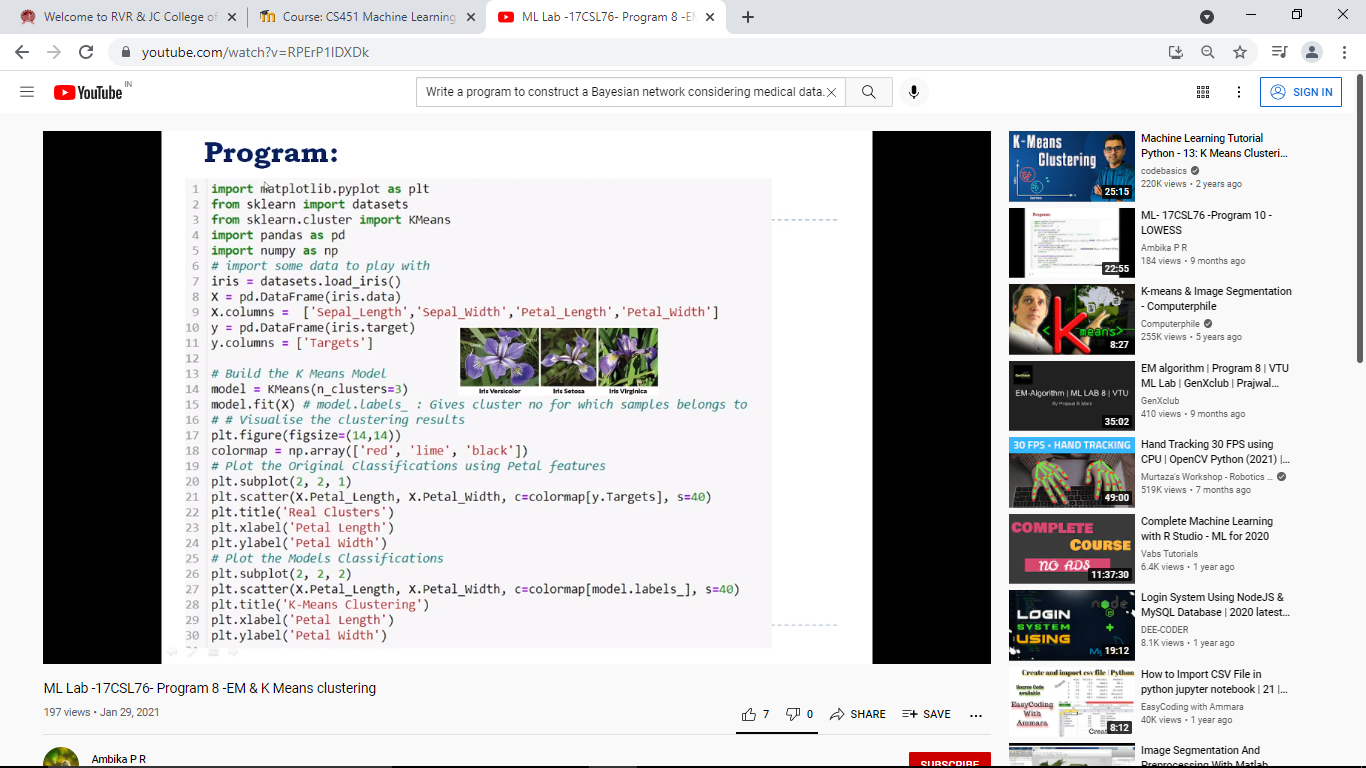 Welcome to RVR & JC College of
Course: CS451 Machine Learning
ML Lab -17CSL76- Program 8 -EM
youtube.com/watch?v=RPErP1IDXDk
YouTube IN
Write a program to construct a Bayesian network considering medical data.
SIGN IN
Program:
1 import matplotlib.pyplot as plt
2 from sklearn import datasets
3 from sklearn.cluster import KMeans
4 import pandas as pd
5 import numpy as np
6 # import some data to play with
7 iris = datasets.load_iris()
8 X = pd.DataFrame(iris.data)
9 X.columns = ['Sepal_Length','Sepal_Width','Petal_Length','Petal_Width']
10 y = pd.DataFrame(iris.target)
11 y.columns = ['Targets']
12
13 # Build the K Means Model
14 model = KMeans(n_clusters=3)
15 model.fit(X) # model.labels_ : Gives cluster no for which samples belongs to
16 # # Visualise the clustering results
17 plt.figure(figsize=(14,14))
18 colormap = np.array(['red', 'lime', 'black'])
19 # Plot the Original Classifications using Petal features
20 plt.subplot(2, 2, 1)
21 plt.scatter(X.Petal_Length, X.Petal_Width, c=colormap[y.Targets], s=40)
22 plt.title('Real Clusters')
23 plt.xlabel('Petal Length')
24 plt.ylabel('Petal Width')
25 # Plot the Models Classifications
26 plt.subplot(2, 2, 2)
27 plt.scatter(X.Petal_Length, X.Petal_Width, c=colormap[model.labels_], s=40)
28 plt.title('K-Means Clustering')
29 plt.xlabel('Petal Length')
30 plt.ylabel('Petal Width')
Iris Versicolor Iris Setosa Iris Virginica
ML Lab -17CSL76- Program 8 -EM & K Means clustering
197 views • Jan 29, 2021
7 0 SHARE SAVE
Ambika P R
SUBSCRIBE
K-Means
Clustering
25:15
Machine Learning Tutorial
Python - 13: K Means Clusteri...
codebasics
220K views • 2 years ago
Program:
22:55
ML- 17CSL76 -Program 10 -
LOWESS
Ambika P R
184 views • 9 months ago
<k means>
8:27
K-means & Image Segmentation
- Computerphile
Computerphile
255K views • 5 years ago
EM-Algorithm | ML LAB 8 | VTU
35:02
EM algorithm | Program 8 | VTU
ML Lab | GenXclub | Prajwal...
GenXclub
410 views • 9 months ago
30 FPS - HAND TRACKING
49:00
Hand Tracking 30 FPS using
CPU | OpenCV Python (2021) |...
Murtaza's Workshop - Robotics ...
519K views • 7 months ago
COMPLETE
COURSE
NO ADS
11:37:30
Complete Machine Learning
with R Studio - ML for 2020
Vabs Tutorials
6.4K views • 1 year ago
LOGIN
SYSTEM
USING
node
19:12
Login System Using NodeJS &
MySQL Database | 2020 latest...
DEE-CODER
8.1K views • 1 year ago
Create and import csv file | Python
Source Code
available
EasyCoding
With
Ammara
8:12
How to Import CSV File in
python jupyter notebook | 21 |...
EasyCoding with Ammara
40K views • 1 year ago
Image Segmentation And
Preprocessing With Matlab